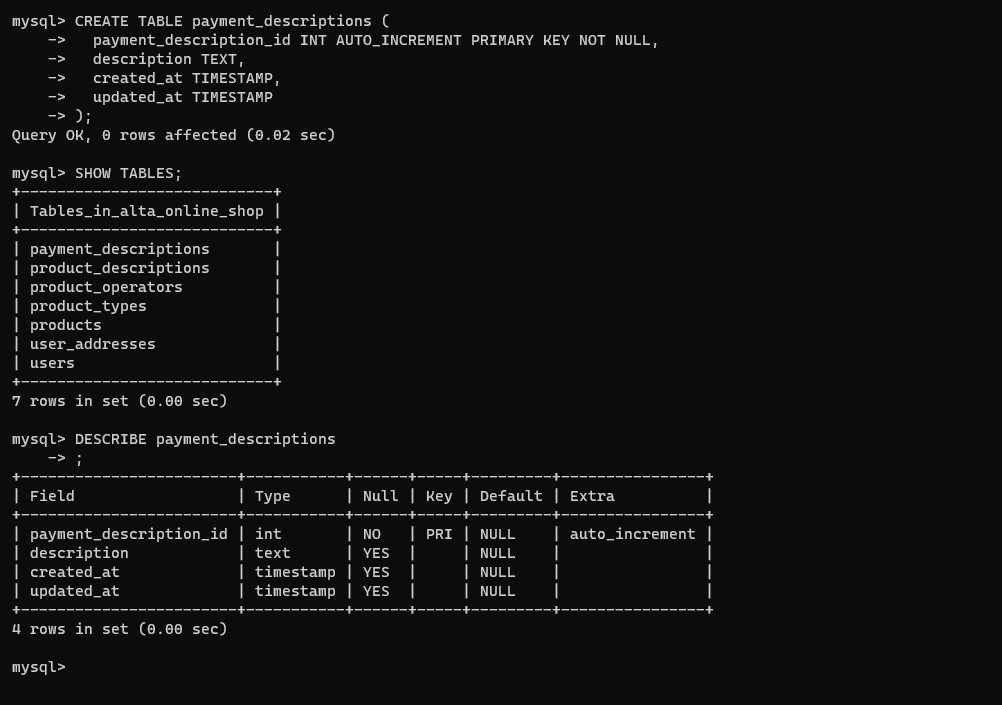 mysql> CREATE TABLE payment_descriptions (
    ->   payment_description_id INT AUTO_INCREMENT PRIMARY KEY NOT NULL,
    ->   description TEXT,
    ->   created_at TIMESTAMP,
    ->   updated_at TIMESTAMP
    -> );
Query OK, 0 rows affected (0.02 sec)

mysql> SHOW TABLES;
+----------------------------+
| Tables_in_alta_online_shop |
+----------------------------+
| payment_descriptions       |
| product_descriptions       |
| product_operators          |
| product_types              |
| products                   |
| user_addresses             |
| users                      |
+----------------------------+
7 rows in set (0.00 sec)

mysql> DESCRIBE payment_descriptions
    -> ;
+------------------------+-----------+------+-----+---------+----------------+
| Field                  | Type      | Null | Key | Default | Extra          |
+------------------------+-----------+------+-----+---------+----------------+
| payment_description_id | int       | NO   | PRI | NULL    | auto_increment |
| description            | text      | YES  |     | NULL    |                |
| created_at             | timestamp | YES  |     | NULL    |                |
| updated_at             | timestamp | YES  |     | NULL    |                |
+------------------------+-----------+------+-----+---------+----------------+
4 rows in set (0.00 sec)

mysql>